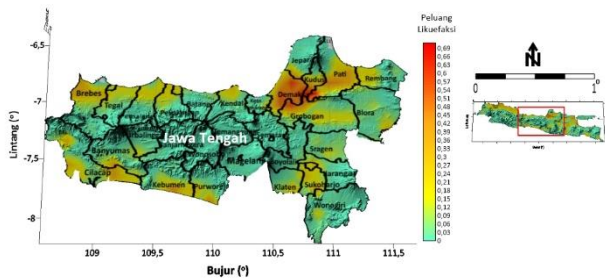 Peluang
Likuefaksi
0,69
0,66
0,63
0,6
0,57
0,54
0,51
0,48
0,45
0,42
0,39
0,36
0,33
0,3
0,27
0,24
0,21
0,18
0,15
0,12
0,09
0,06
0,03
0
N
0
1
0
-6,5
-7
-7,5
-8
Lintang (º)
109
109,5
110
110,5
111
111,5
Bujur (º)
Jepara
Kudus
Pati
Rembang
Demak
Brebes
Tegal
Batang
Kendal
Grobogan
Blora
Jawa Tengah
Banyumas
Magelang
Boyolali
Sragen
Cilacap
Kebumen
Purworejo
Klaten
Sukoharjo
Karangan
Wonogiri